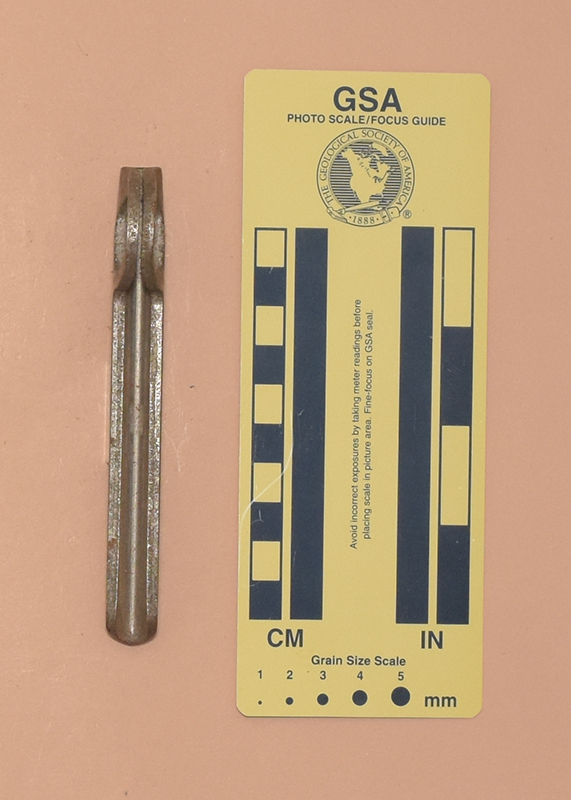 GSA
PHOTO SCALE/FOCUS GUIDE
THE GEOLOGICAL SOCIETY OF AMERICA
·1888·
®
Avoid incorrect exposures by taking meter readings before
placing scale in picture area. Fine-focus on GSA seal.
CM IN
Grain Size Scale
1 2 3 4 5
mm